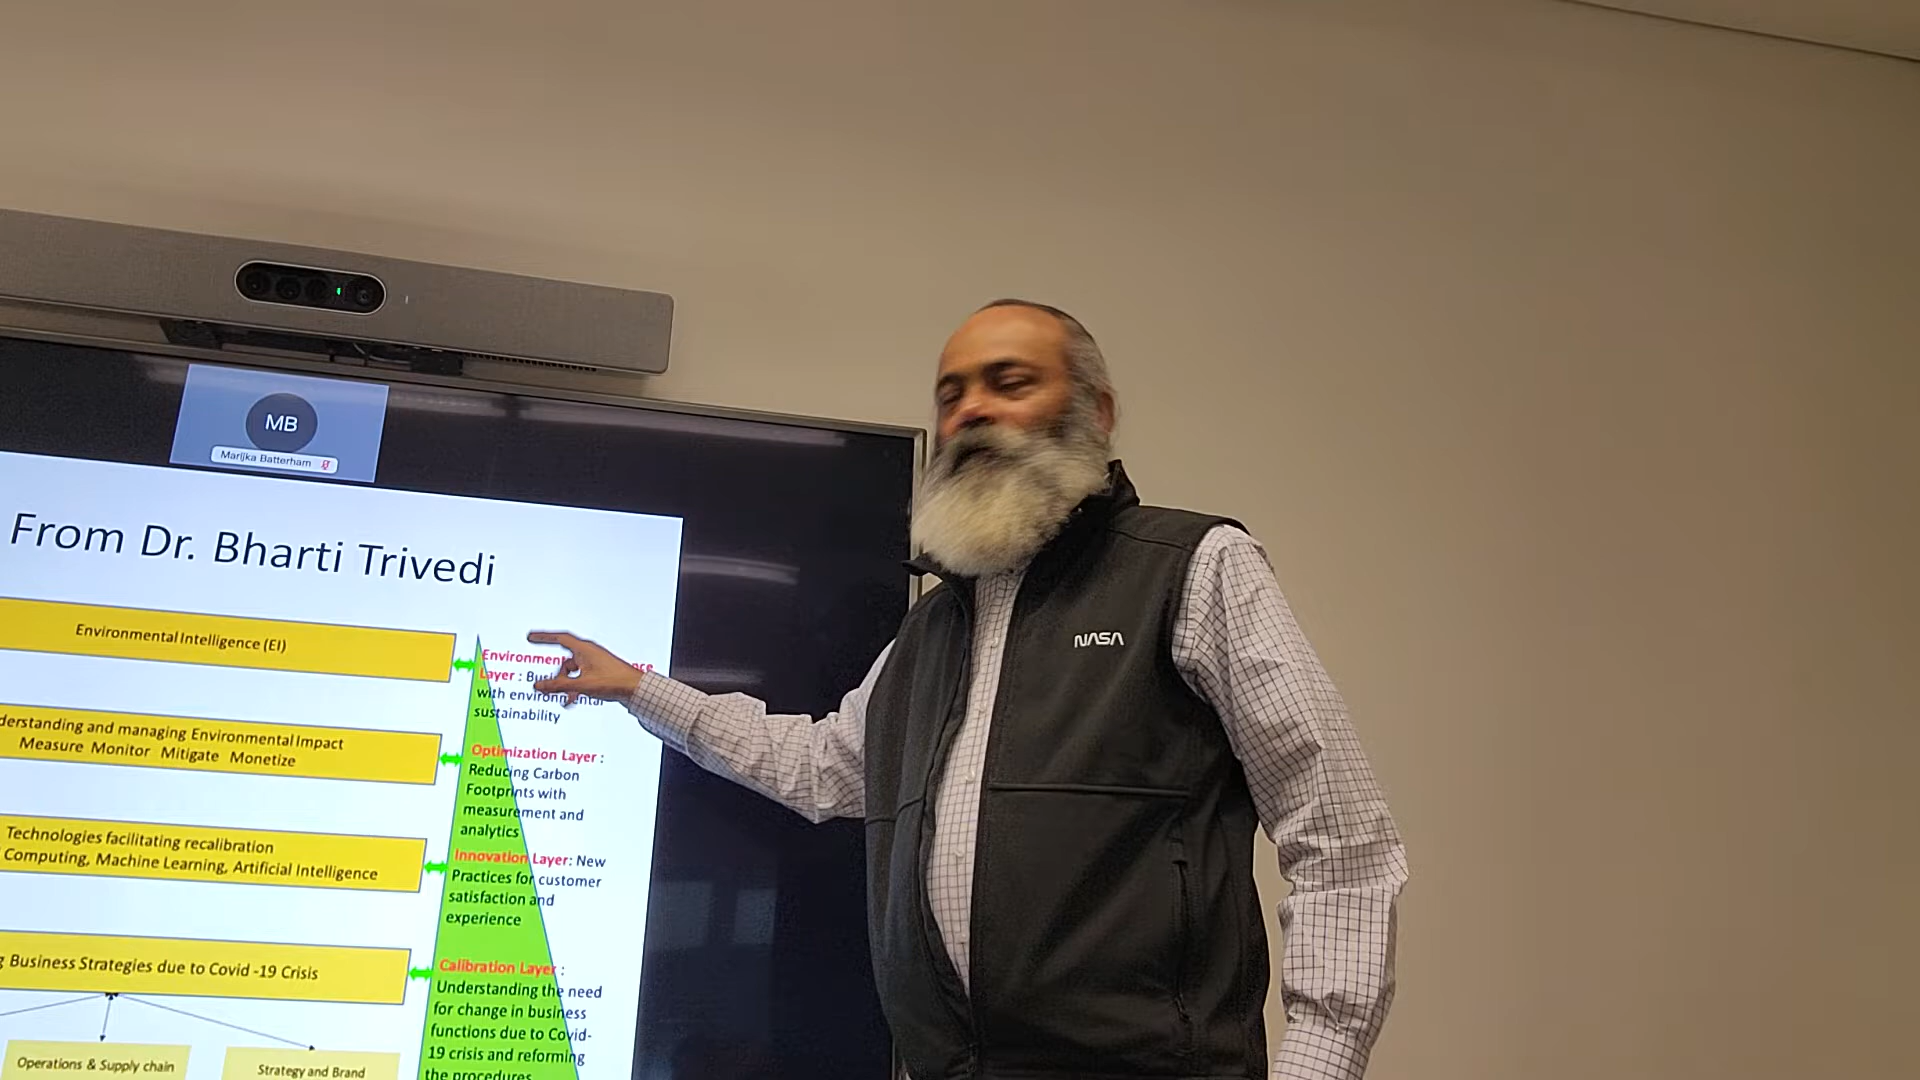 MB
Marijka Batterham
From Dr. Bharti Trivedi
Environmental Intelligence (EI)
Environmen
Layer : Busi
with environmental
sustainability
derstanding and managing Environmental Impact
Measure Monitor Mitigate Monetize
Optimization Layer :
Reducing Carbon
Footprints with
measurement and
analytics
Technologies facilitating recalibration
Computing, Machine Learning, Artificial Intelligence
Innovation Layer: New
Practices for customer
satisfaction and
experience
g Business Strategies due to Covid -19 Crisis
Calibration Layer :
Understanding the need
for change in business
functions due to Covid-
19 crisis and reforming
the procedures
Operations & Supply chain
Strategy and Brand
NASA